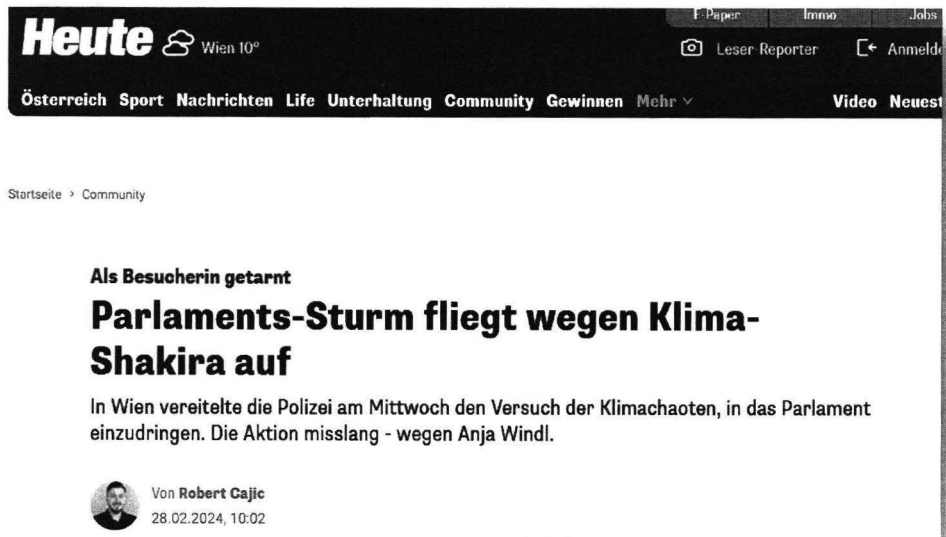 F-Paper Immo Jobs
Heute Wien 10°
Leser-Reporter Anmelde
Österreich Sport Nachrichten Life Unterhaltung Community Gewinnen Mehr
Video Neuest
Startseite > Community
Als Besucherin getarnt
Parlaments-Sturm fliegt wegen Klima-
Shakira auf
In Wien vereitelte die Polizei am Mittwoch den Versuch der Klimachaoten, in das Parlament
einzudringen. Die Aktion misslang - wegen Anja Windl.
Von Robert Cajic
28.02.2024, 10:02